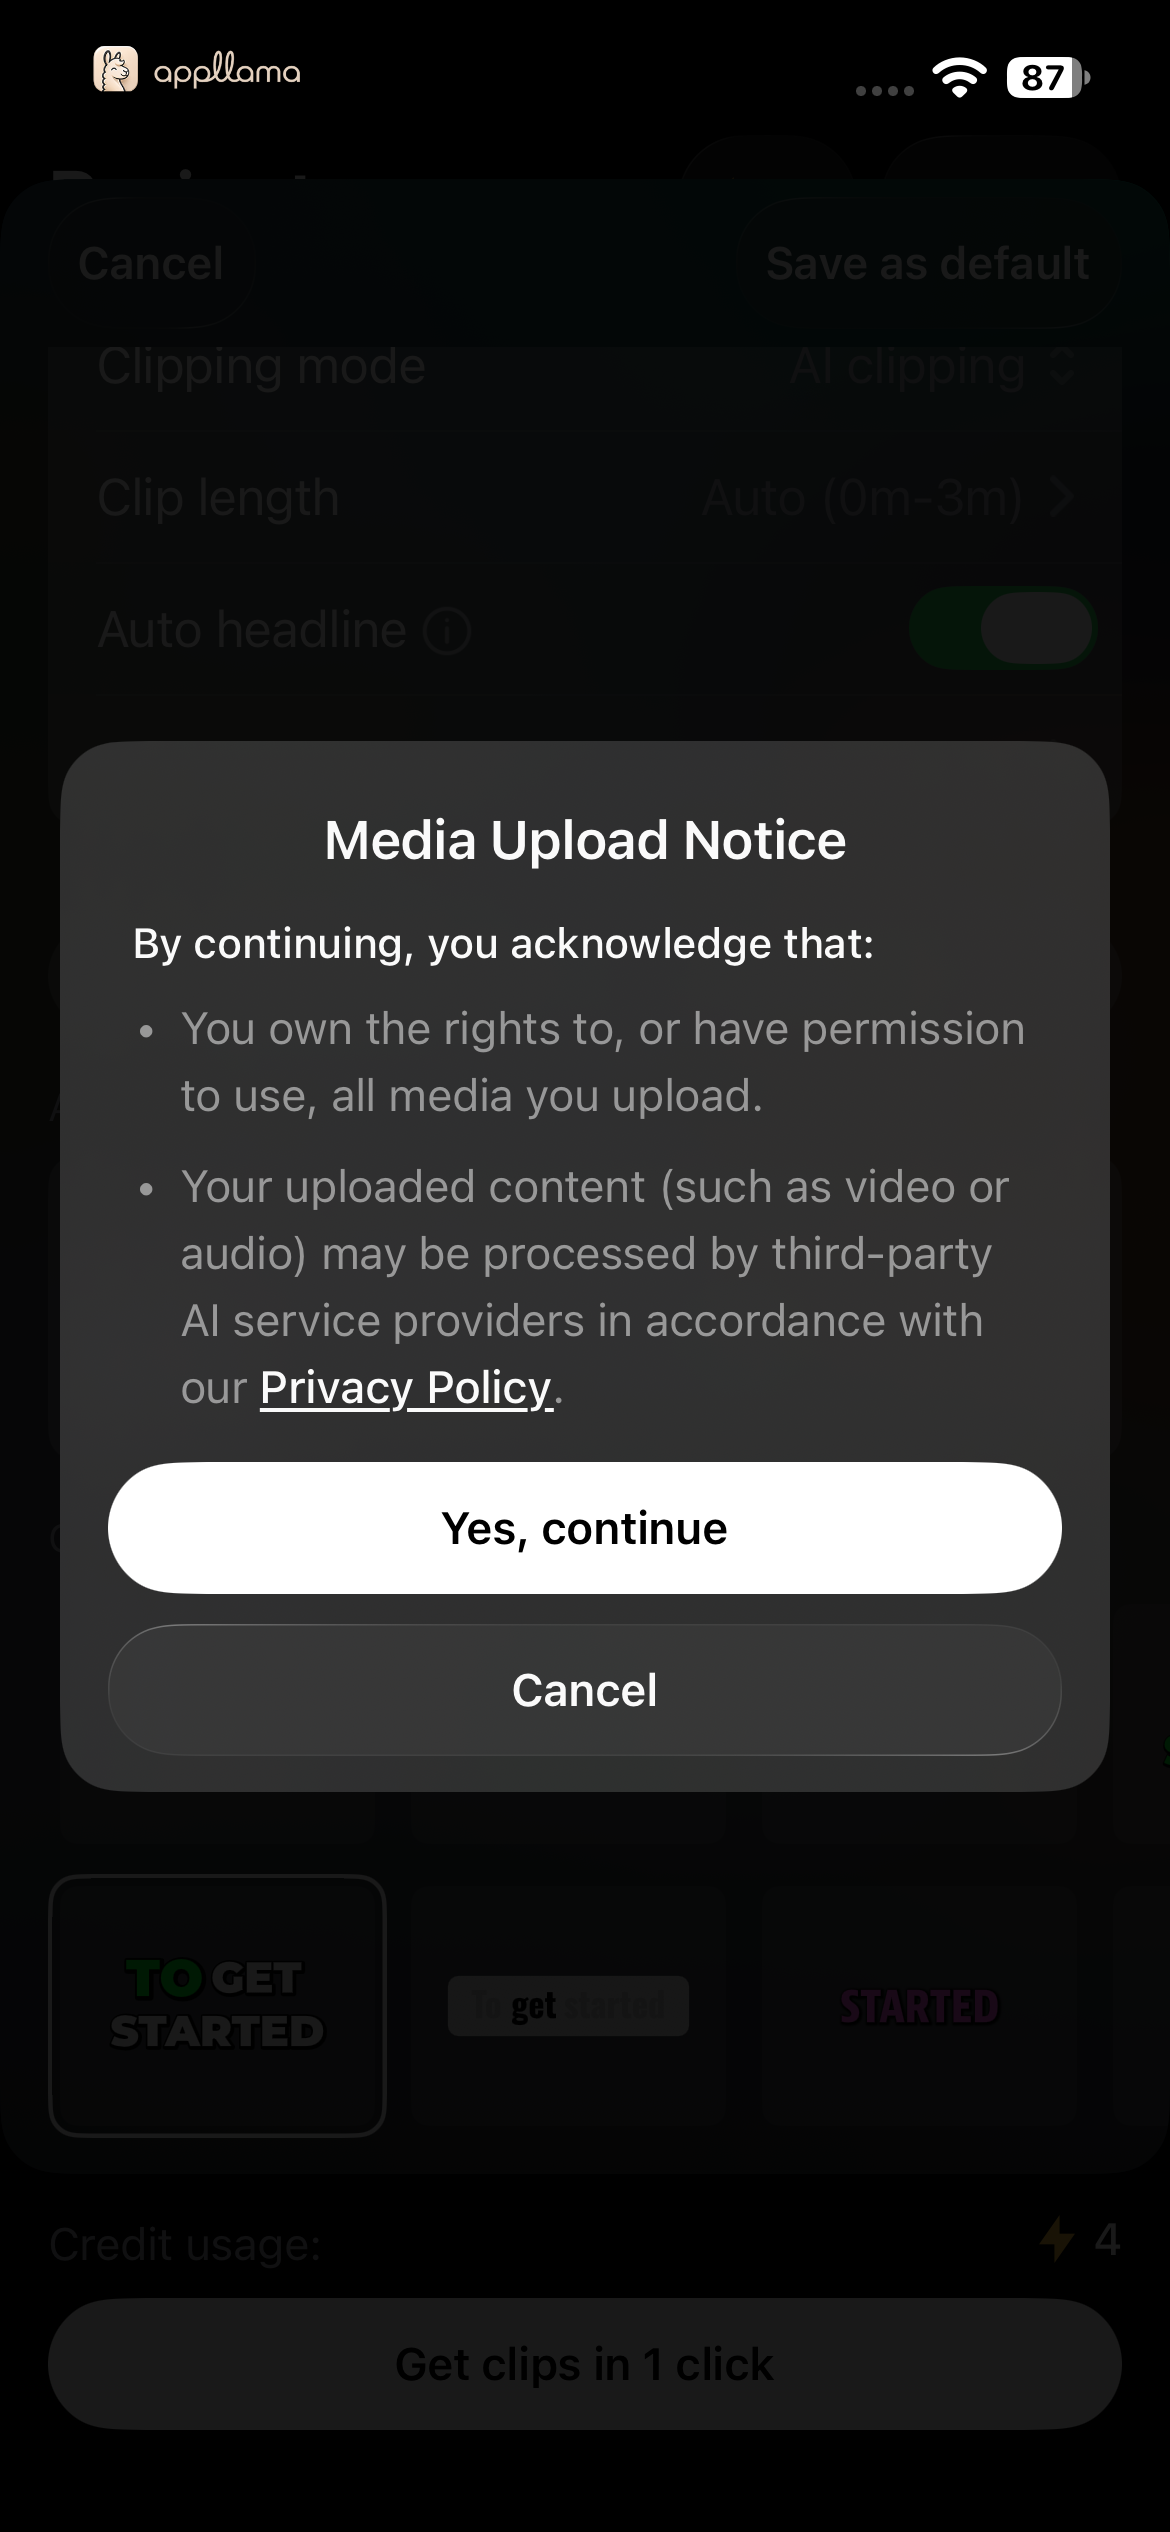 appllama
87
Cancel
Save as default
Clipping mode
AI clipping
Clip length
Auto (0m-3m)
Auto headline
Media Upload Notice
By continuing, you acknowledge that:
• You own the rights to, or have permission
to use, all media you upload.
• Your uploaded content (such as video or
audio) may be processed by third-party
AI service providers in accordance with
our Privacy Policy.
Yes, continue
Cancel
TO GET
STARTED
To get started
STARTED
Credit usage:
4
Get clips in 1 click